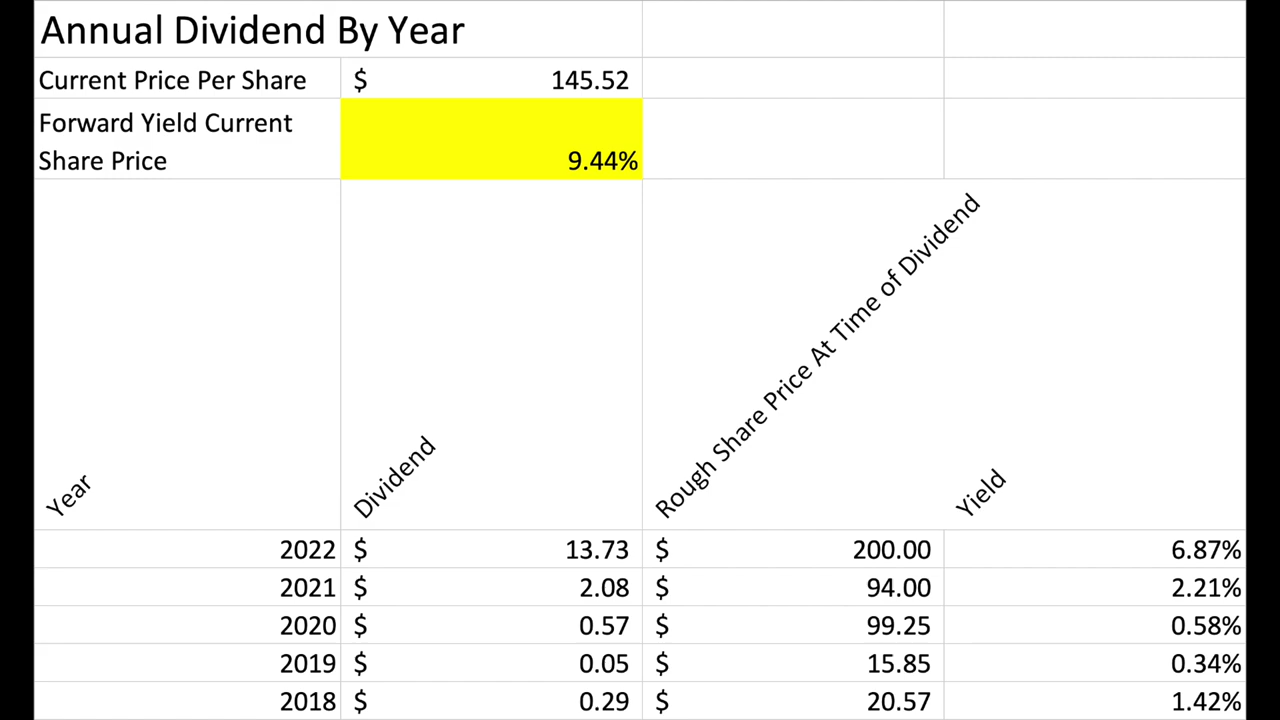 Annual Dividend By Year
Current Price Per Share $ 145.52
Forward Yield Current
Share Price 9.44%
Year Dividend Rough Share Price At Time of Dividend Yield
2022 $ 13.73 $ 200.00 6.87%
2021 $ 2.08 $ 94.00 2.21%
2020 $ 0.57 $ 99.25 0.58%
2019 $ 0.05 $ 15.85 0.34%
2018 $ 0.29 $ 20.57 1.42%